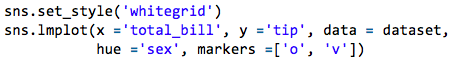 sns.set_style('whitegrid')
sns.lmplot(x ='total_bill', y ='tip', data = dataset,
hue ='sex', markers =['o', 'v'])